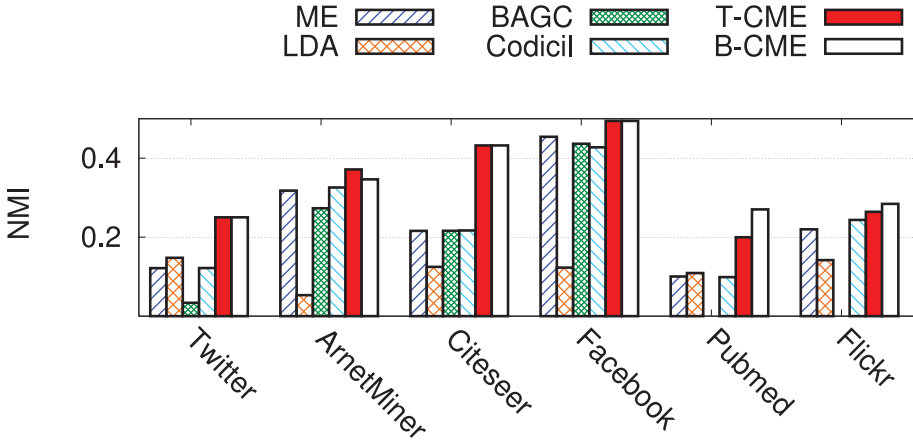 ME BAGC T-CME
LDA Codicil B-CME
NMI
0.4
0.2
Twitter ArnetMiner Citeseer Facebook Pubmed Flickr